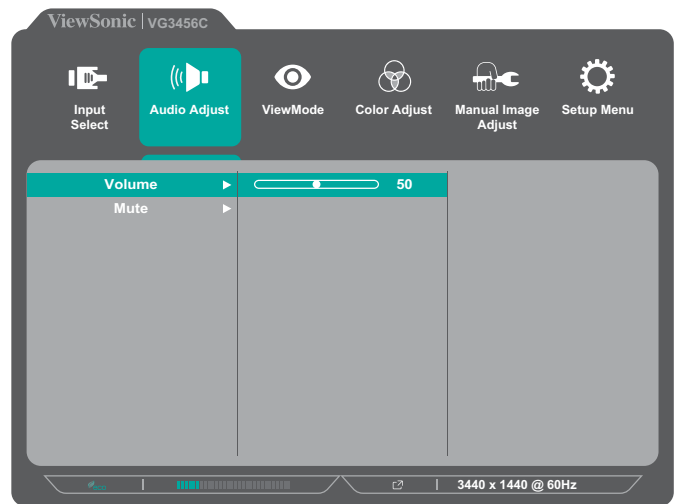 ViewSonic | VG3456C
Input
Select
Audio Adjust
ViewMode
Color Adjust
Manual Image
Adjust
Setup Menu
Volume
50
Mute
3440 x 1440 @ 60Hz